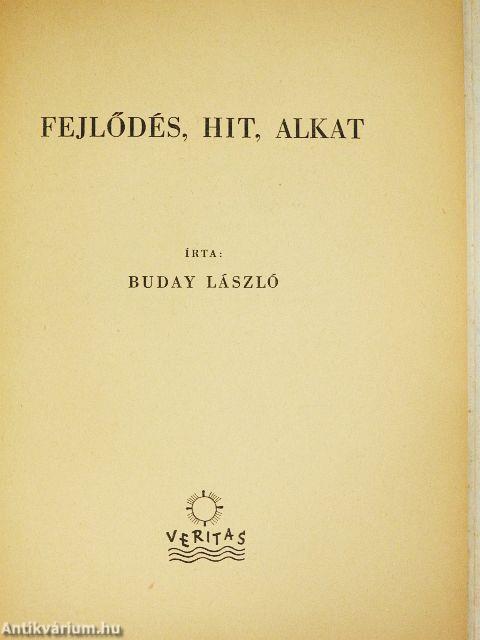 FEJLŐDÉS, HIT, ALKAT
ÍRTA:
BUDAY LÁSZLÓ
VERITAS
Antikvárium.hu